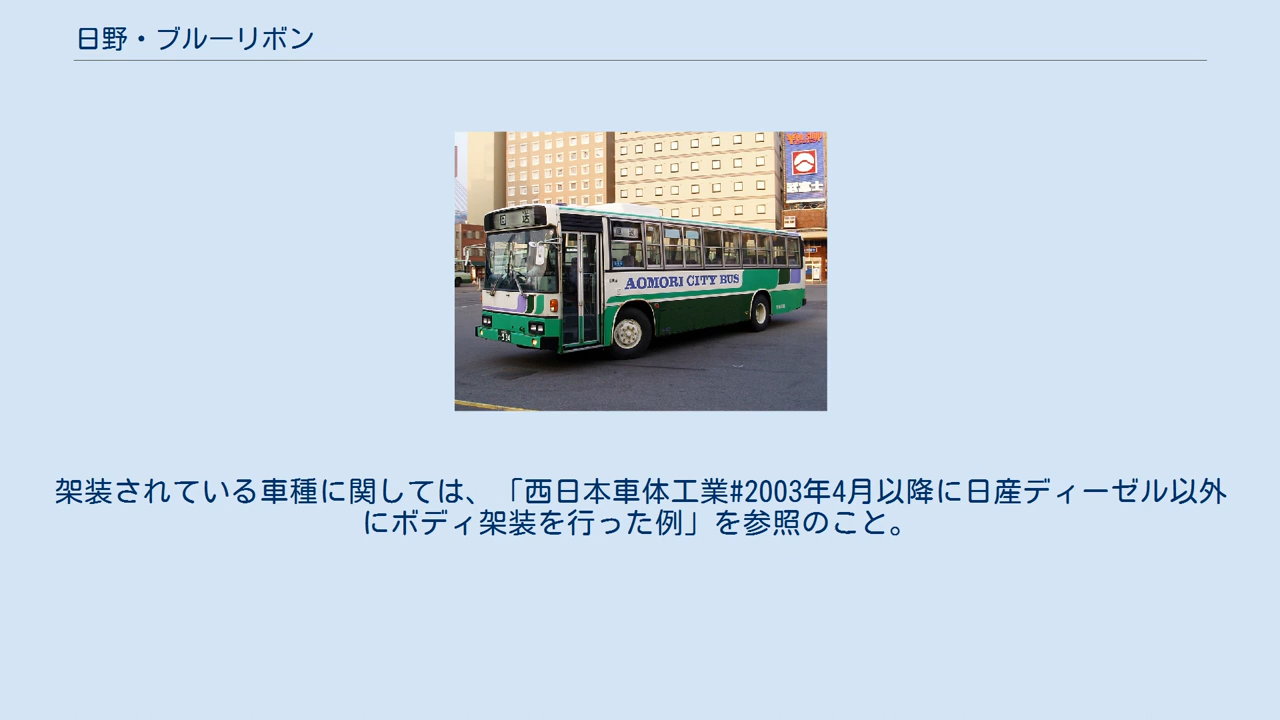 日野・ブルーリボン
回送
AOMORI CITY BUS
架装されている車種に関しては、「西日本車体工業#2003年4月以降に日産ディーゼル以外
にボディ架装を行った例」を参照のこと。